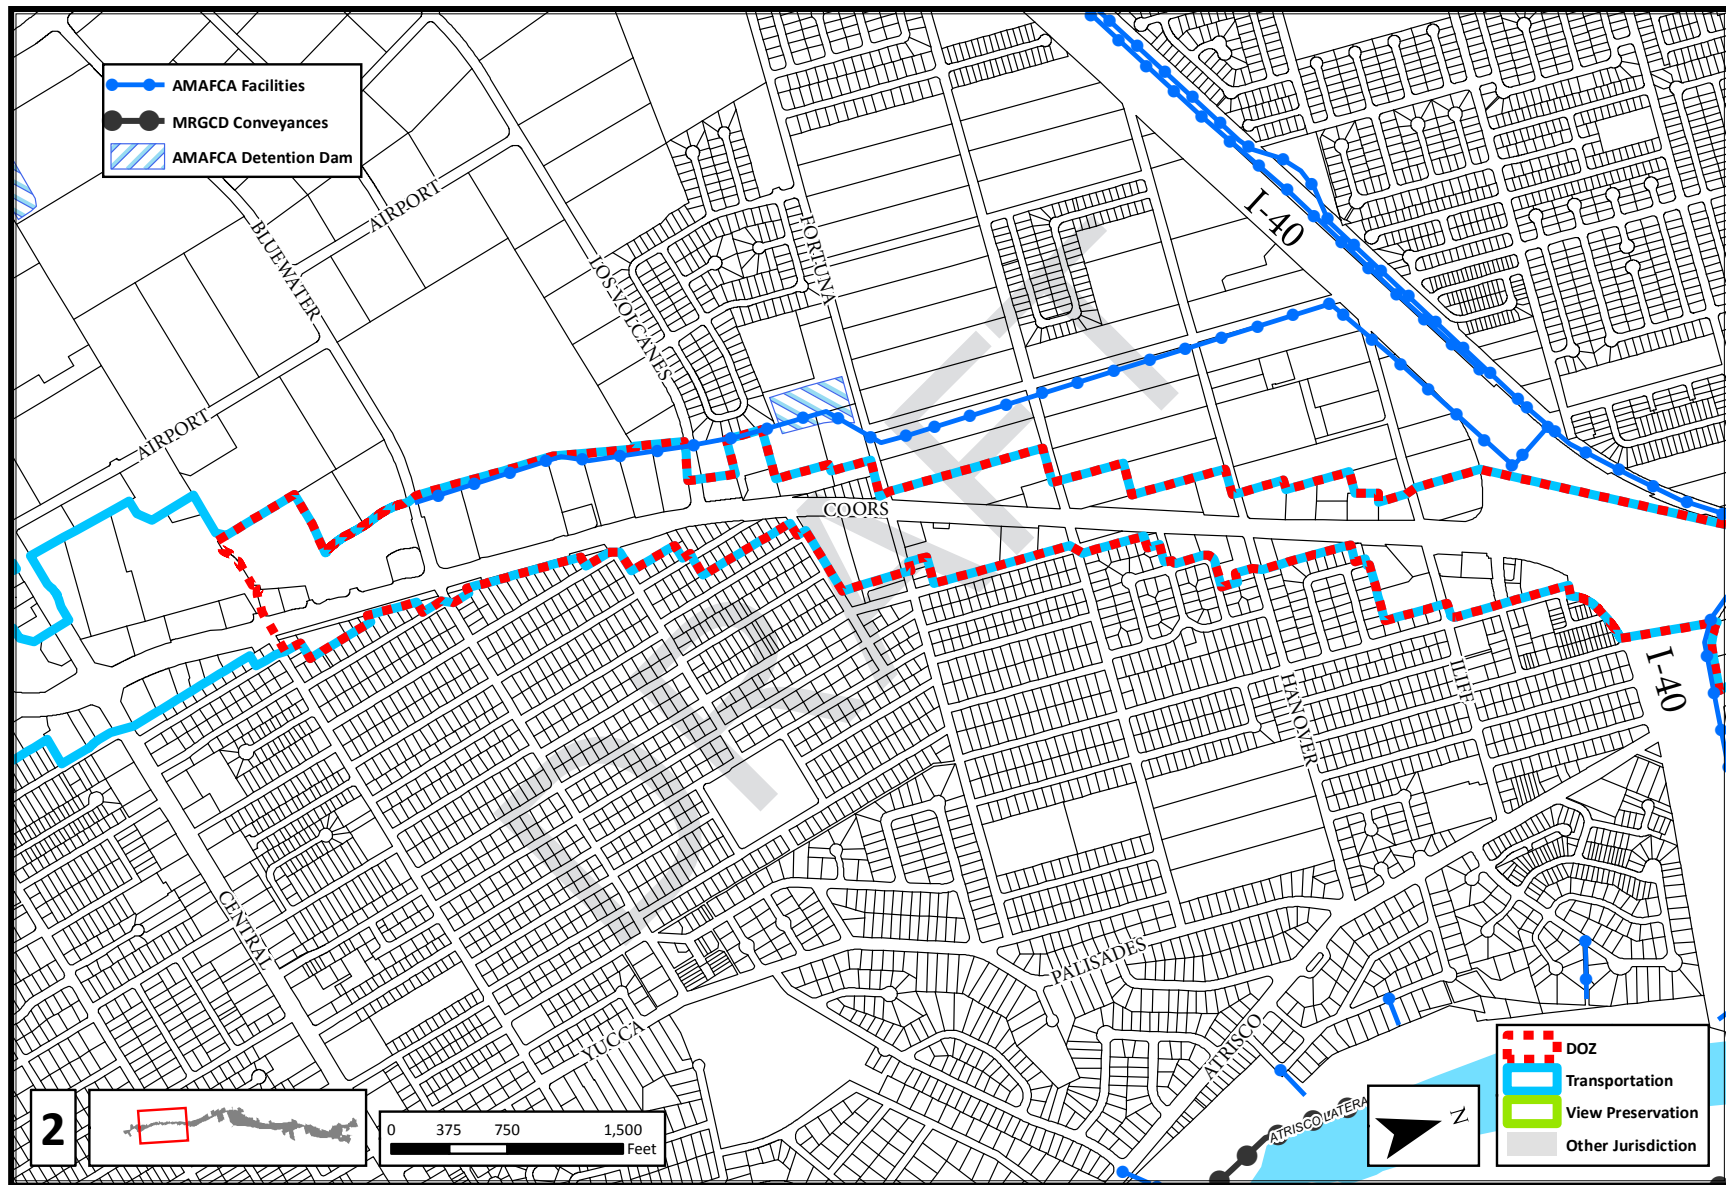 AMAFCA Facilities
MRGCD Conveyances
AMAFCA Detention Dam
AIRPORT
BLUEWATER
LOS VOLCANES
FORTUNA
I-40
AIRPORT
COORS
DRAFT
HANOVER
ILIFF
I-40
CENTRAL
PALISADES
YUCCA
ATRISCO
ATRISCO LATERA
2
0 375 750 1,500
Feet
N
DOZ
Transportation
View Preservation
Other Jurisdiction